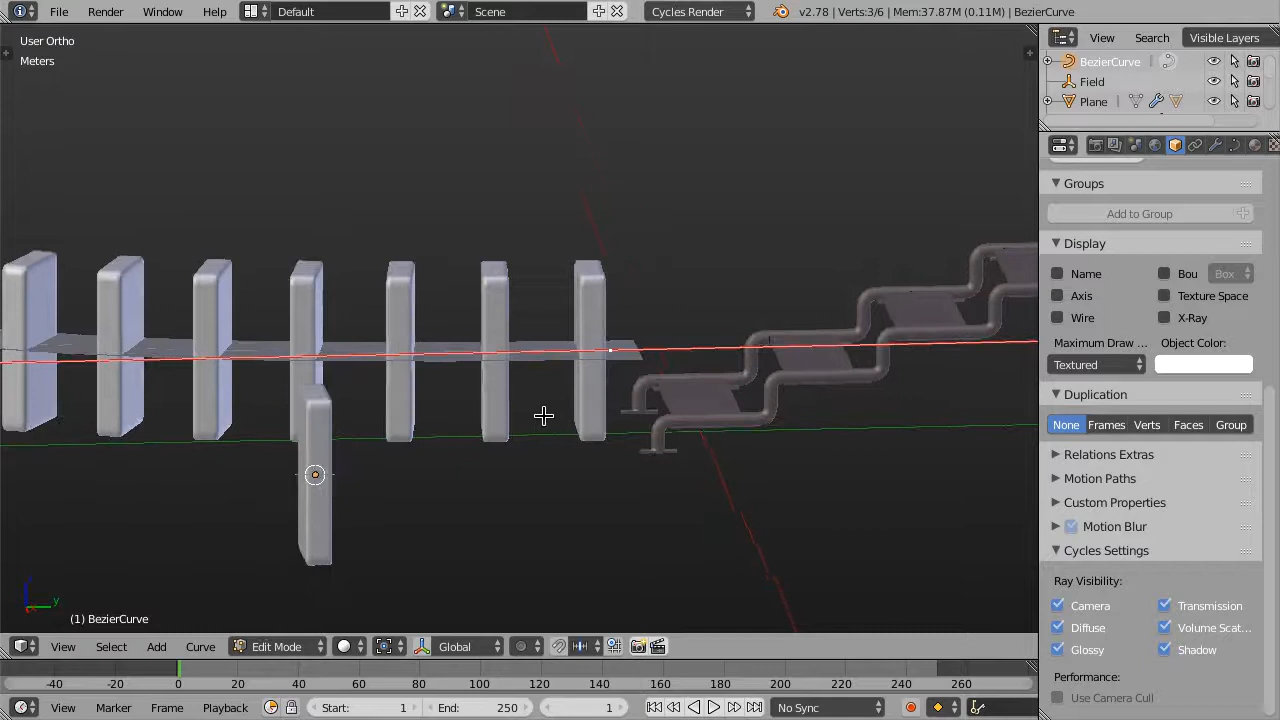 File Render Window Help Default Scene Cycles Render v2.78 | Verts:3/6 | Mem:37.87M (0.11M) | BezierCurve
User Ortho
Meters
View Search Visible Layers
BezierCurve
Field
Plane
Groups
Add to Group
Display
Name Bou Box
Axis Texture Space
Wire X-Ray
Maximum Draw ... Object Color:
Textured
Duplication
None Frames Verts Faces Group
Relations Extras
Motion Paths
Custom Properties
Motion Blur
Cycles Settings
Ray Visibility:
Camera Transmission
Diffuse Volume Scat...
Glossy Shadow
Performance:
Use Camera Cull
z
y
(1) BezierCurve
View Select Add Curve Edit Mode Global
-40 -20 0 20 40 60 80 100 120 140 160 180 200 220 240 260
View Marker Frame Playback Start: 1 End: 250 1 No Sync